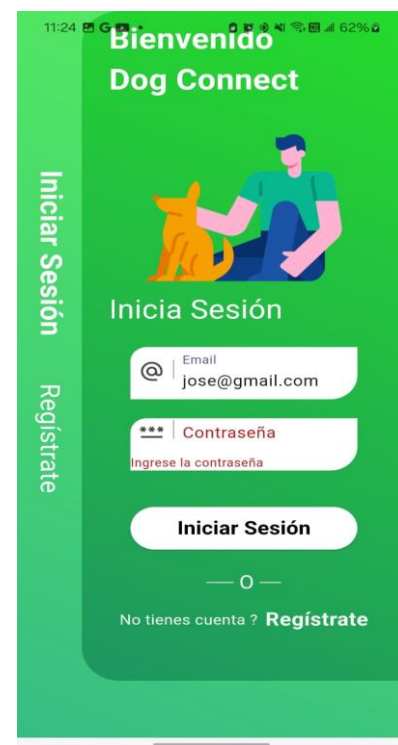 11:24
62%
Bienvenido
Dog Connect
Iniciar Sesión
Regístrate
Inicia Sesión
Email
jose@gmail.com
*** Contraseña
Ingrese la contraseña
Iniciar Sesión
O
No tienes cuenta ? Regístrate